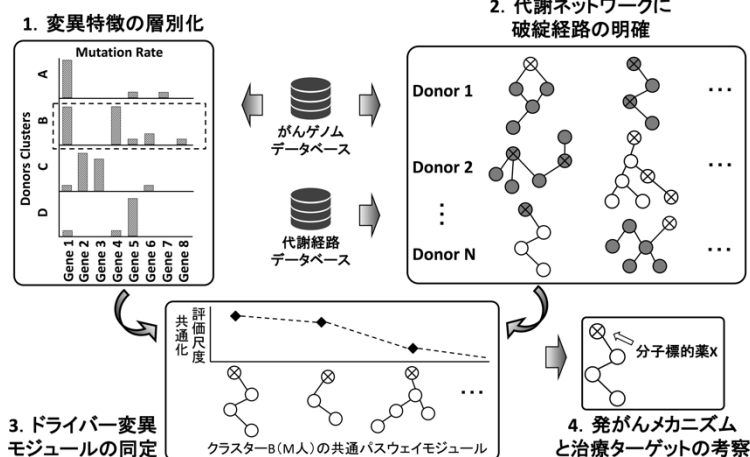 1. 変異特徴の層別化
Mutation Rate
Donors Clusters
A
B
C
D
Gene 1
Gene 2
Gene 3
Gene 4
Gene 5
Gene 6
Gene 7
Gene 8
がんゲノム
データベース
代謝経路
データベース
2. 代謝ネットワークに
破綻経路の明確
Donor 1
...
Donor 2
...
⋮
Donor N
...
3. ドライバー変異
モジュールの同定
共通化
評価尺度
...
クラスターB(M人)の共通パスウェイモジュール
分子標的薬X
4. 発がんメカニズム
と治療ターゲットの考察